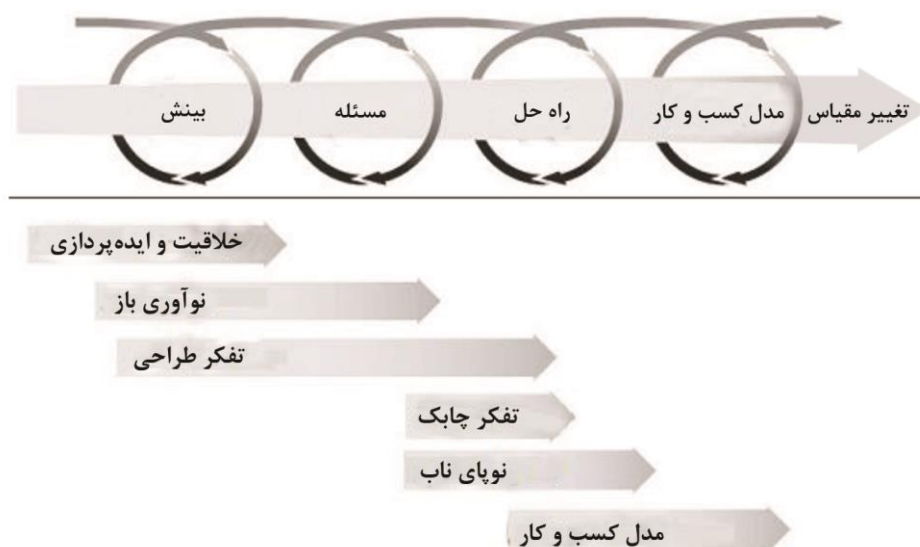 بینش
مسئله
راه حل
مدل کسب و کار
تغییر مقیاس
خلاقیت و ایده‌پردازی
نوآوری باز
تفکر طراحی
تفکر چابک
نوپای ناب
مدل کسب و کار